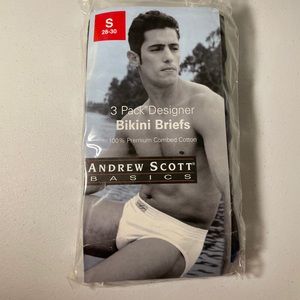 S
28-30
3 Pack Designer
Bikini Briefs
100% Premium Combed Cotton
ANDREW SCOTT®
BASICS